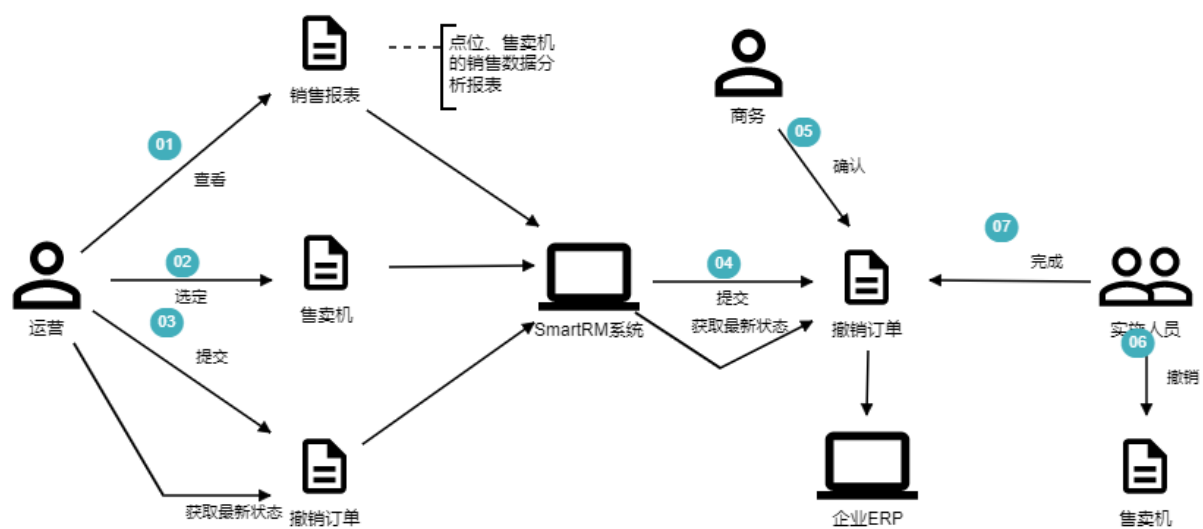 点位、售卖机
的销售数据分
析报表
销售报表
商务
01
05
查看
确认
07
02
04
完成
选定
提交
售卖机
运营
03
获取最新状态
SmartRM系统
撤销订单
实施人员
06
提交
撤销
获取最新状态
撤销订单
企业ERP
售卖机